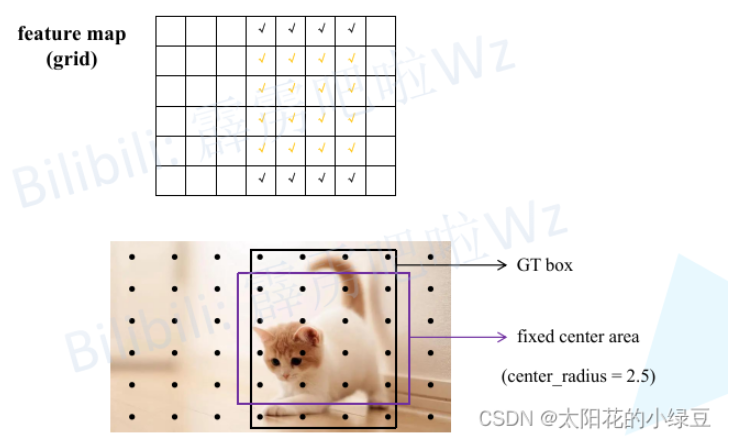 feature map
(grid)
√ √ √ √
√ √ √ √
√ √ √ √
√ √ √ √
√ √ √ √
√ √ √ √
Bilibili: 霹雳吧啦Wz
GT box
fixed center area
(center_radius = 2.5)
Bilibili: 霹雳吧啦Wz
CSDN @太阳花的小绿豆